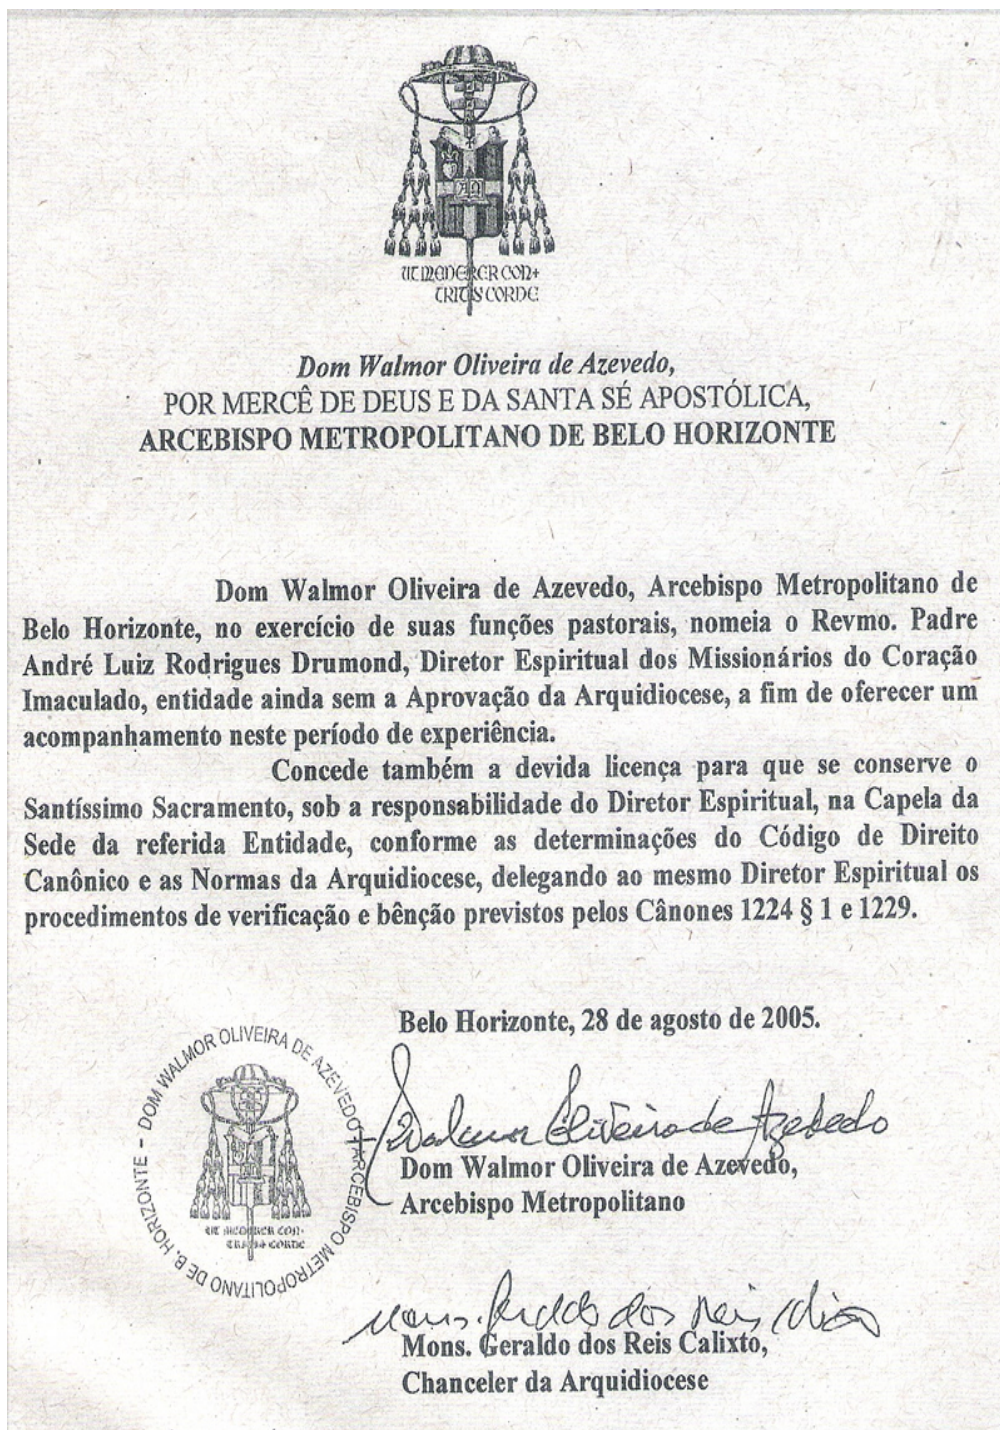 UT MEDERER CON+
TRITIS CORDE
Dom Walmor Oliveira de Azevedo,
POR MERCÊ DE DEUS E DA SANTA SÉ APOSTÓLICA,
ARCEBISPO METROPOLITANO DE BELO HORIZONTE
Dom Walmor Oliveira de Azevedo, Arcebispo Metropolitano de
Belo Horizonte, no exercício de suas funções pastorais, nomeia o Revmo. Padre
André Luiz Rodrigues Drumond, Diretor Espiritual dos Missionários do Coração
Imaculado, entidade ainda sem a Aprovação da Arquidiocese, a fim de oferecer um
acompanhamento neste período de experiência.
Concede também a devida licença para que se conserve o
Santíssimo Sacramento, sob a responsabilidade do Diretor Espiritual, na Capela da
Sede da referida Entidade, conforme as determinações do Código de Direito
Canônico e as Normas da Arquidiocese, delegando ao mesmo Diretor Espiritual os
procedimentos de verificação e bênção previstos pelos Cânones 1224 § 1 e 1229.
Belo Horizonte, 28 de agosto de 2005.
DOM WALMOR OLIVEIRA DE AZEVEDO - ARCEBISPO METROPOLITANO DE B. HORIZONTE -
UT MEDERER CON-
TRITIS CORDE
Walmor Oliveira de Azevedo
Dom Walmor Oliveira de Azevedo,
Arcebispo Metropolitano
Mons. Geraldo dos Reis
Mons. Geraldo dos Reis Calixto,
Chanceler da Arquidiocese